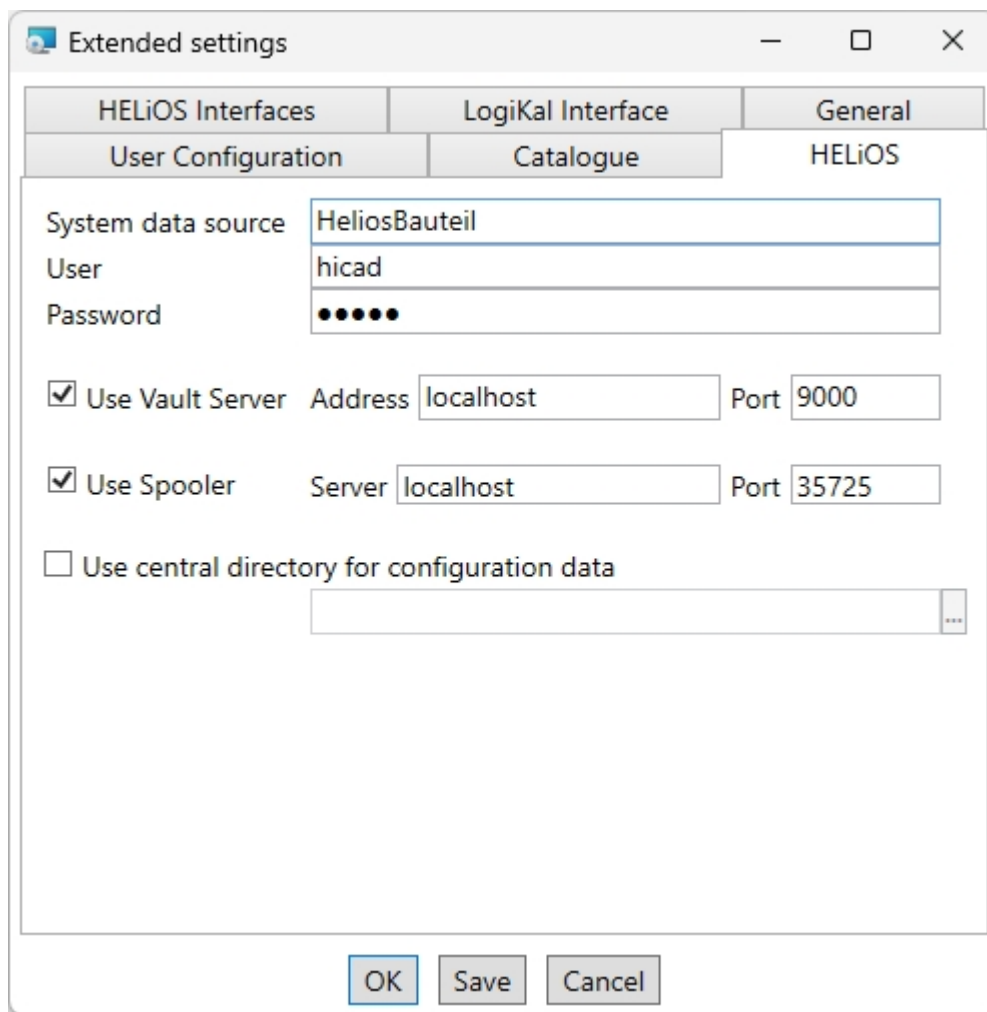 Extended settings
HELiOS Interfaces LogiKal Interface General
User Configuration Catalogue HELiOS
System data source HeliosBauteil
User hicad
Password ●●●●●
Use Vault Server Address localhost Port 9000
Use Spooler Server localhost Port 35725
Use central directory for configuration data
...
OK Save Cancel